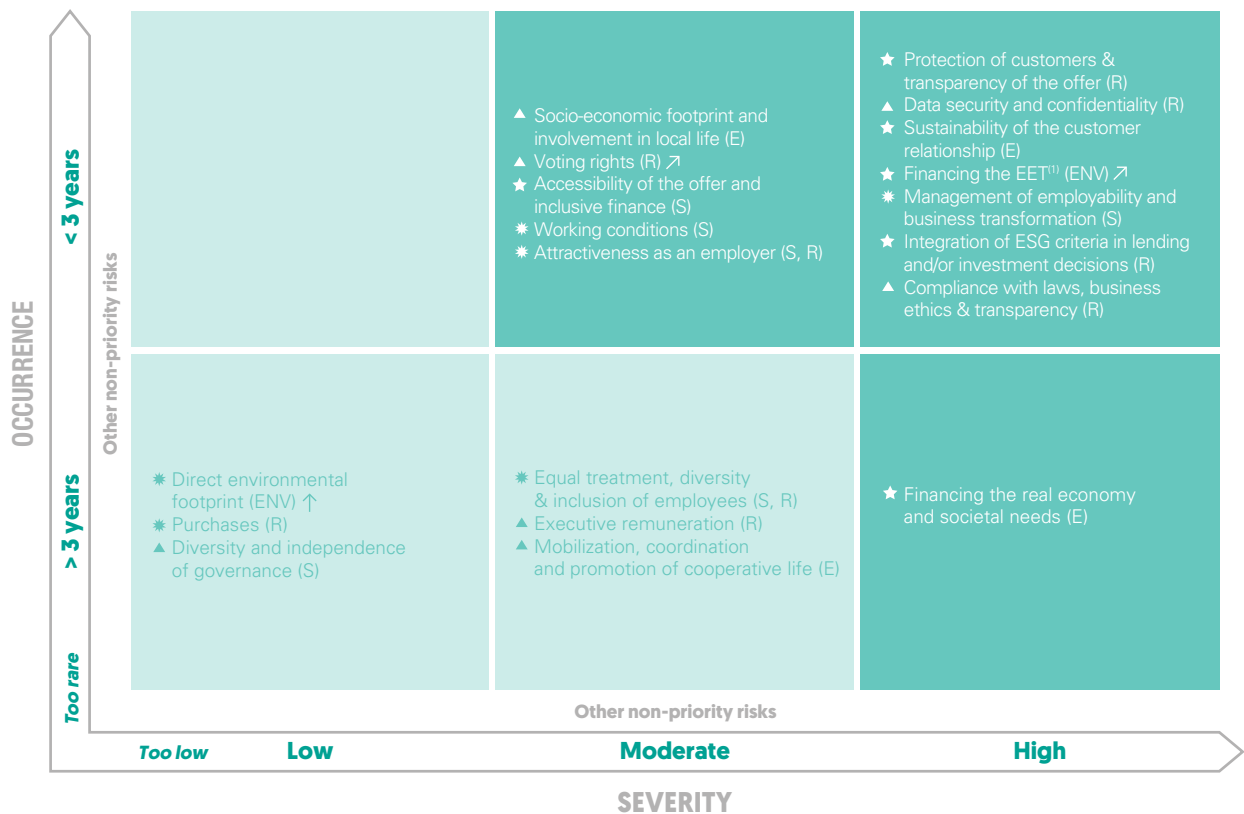 OCCURRENCE
< 3 years
> 3 years
Too rare
Other non-priority risks
▲ Socio-economic footprint and
involvement in local life (E)
▲ Voting rights (R) ↗
★ Accessibility of the offer and
inclusive finance (S)
✹ Working conditions (S)
✹ Attractiveness as an employer (S, R)
★ Protection of customers &
transparency of the offer (R)
▲ Data security and confidentiality (R)
★ Sustainability of the customer
relationship (E)
★ Financing the EET(1) (ENV) ↗
✹ Management of employability and
business transformation (S)
★ Integration of ESG criteria in lending
and/or investment decisions (R)
▲ Compliance with laws, business
ethics & transparency (R)
✹ Direct environmental
footprint (ENV) ↑
✹ Purchases (R)
▲ Diversity and independence
of governance (S)
✹ Equal treatment, diversity
& inclusion of employees (S, R)
▲ Executive remuneration (R)
▲ Mobilization, coordination
and promotion of cooperative life (E)
★ Financing the real economy
and societal needs (E)
Other non-priority risks
Too low
Low
Moderate
High
SEVERITY